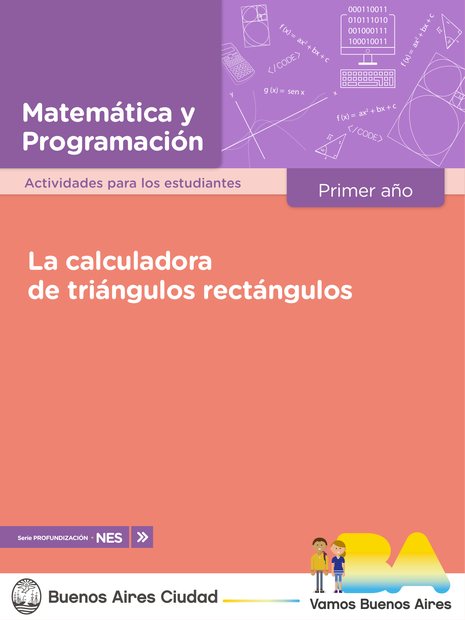 000110011
010111010
001000111
100010011
f(x) = ax² + bx + c
f(x) = ax² + bx + c
</CODE>
g (x) = sen x
y
x
f(x) = ax² + bx + c
</CODE>
Matemática y
Programación
Actividades para los estudiantes
Primer año
La calculadora
de triángulos rectángulos
Serie PROFUNDIZACIÓN · NES
Buenos Aires Ciudad
BA
Vamos Buenos Aires